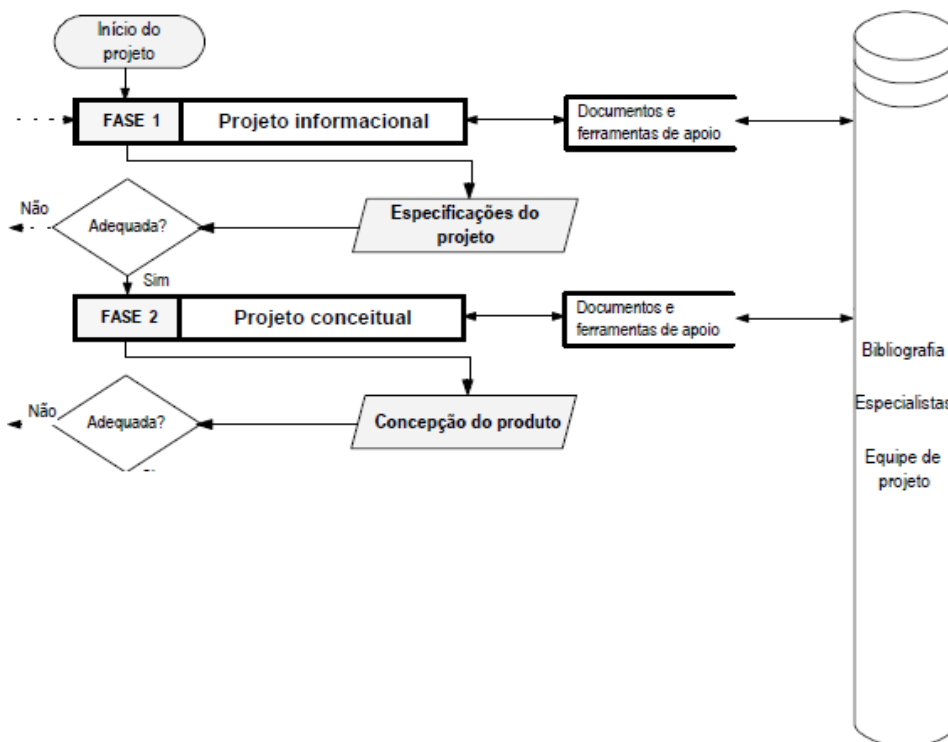 Início do
projeto
FASE 1
Projeto informacional
Documentos e
ferramentas de apoio
Não
Adequada?
Especificações do
projeto
Sim
FASE 2
Projeto conceitual
Documentos e
ferramentas de apoio
Não
Adequada?
Concepção do produto
Bibliografia
Especialistas
Equipe de
projeto